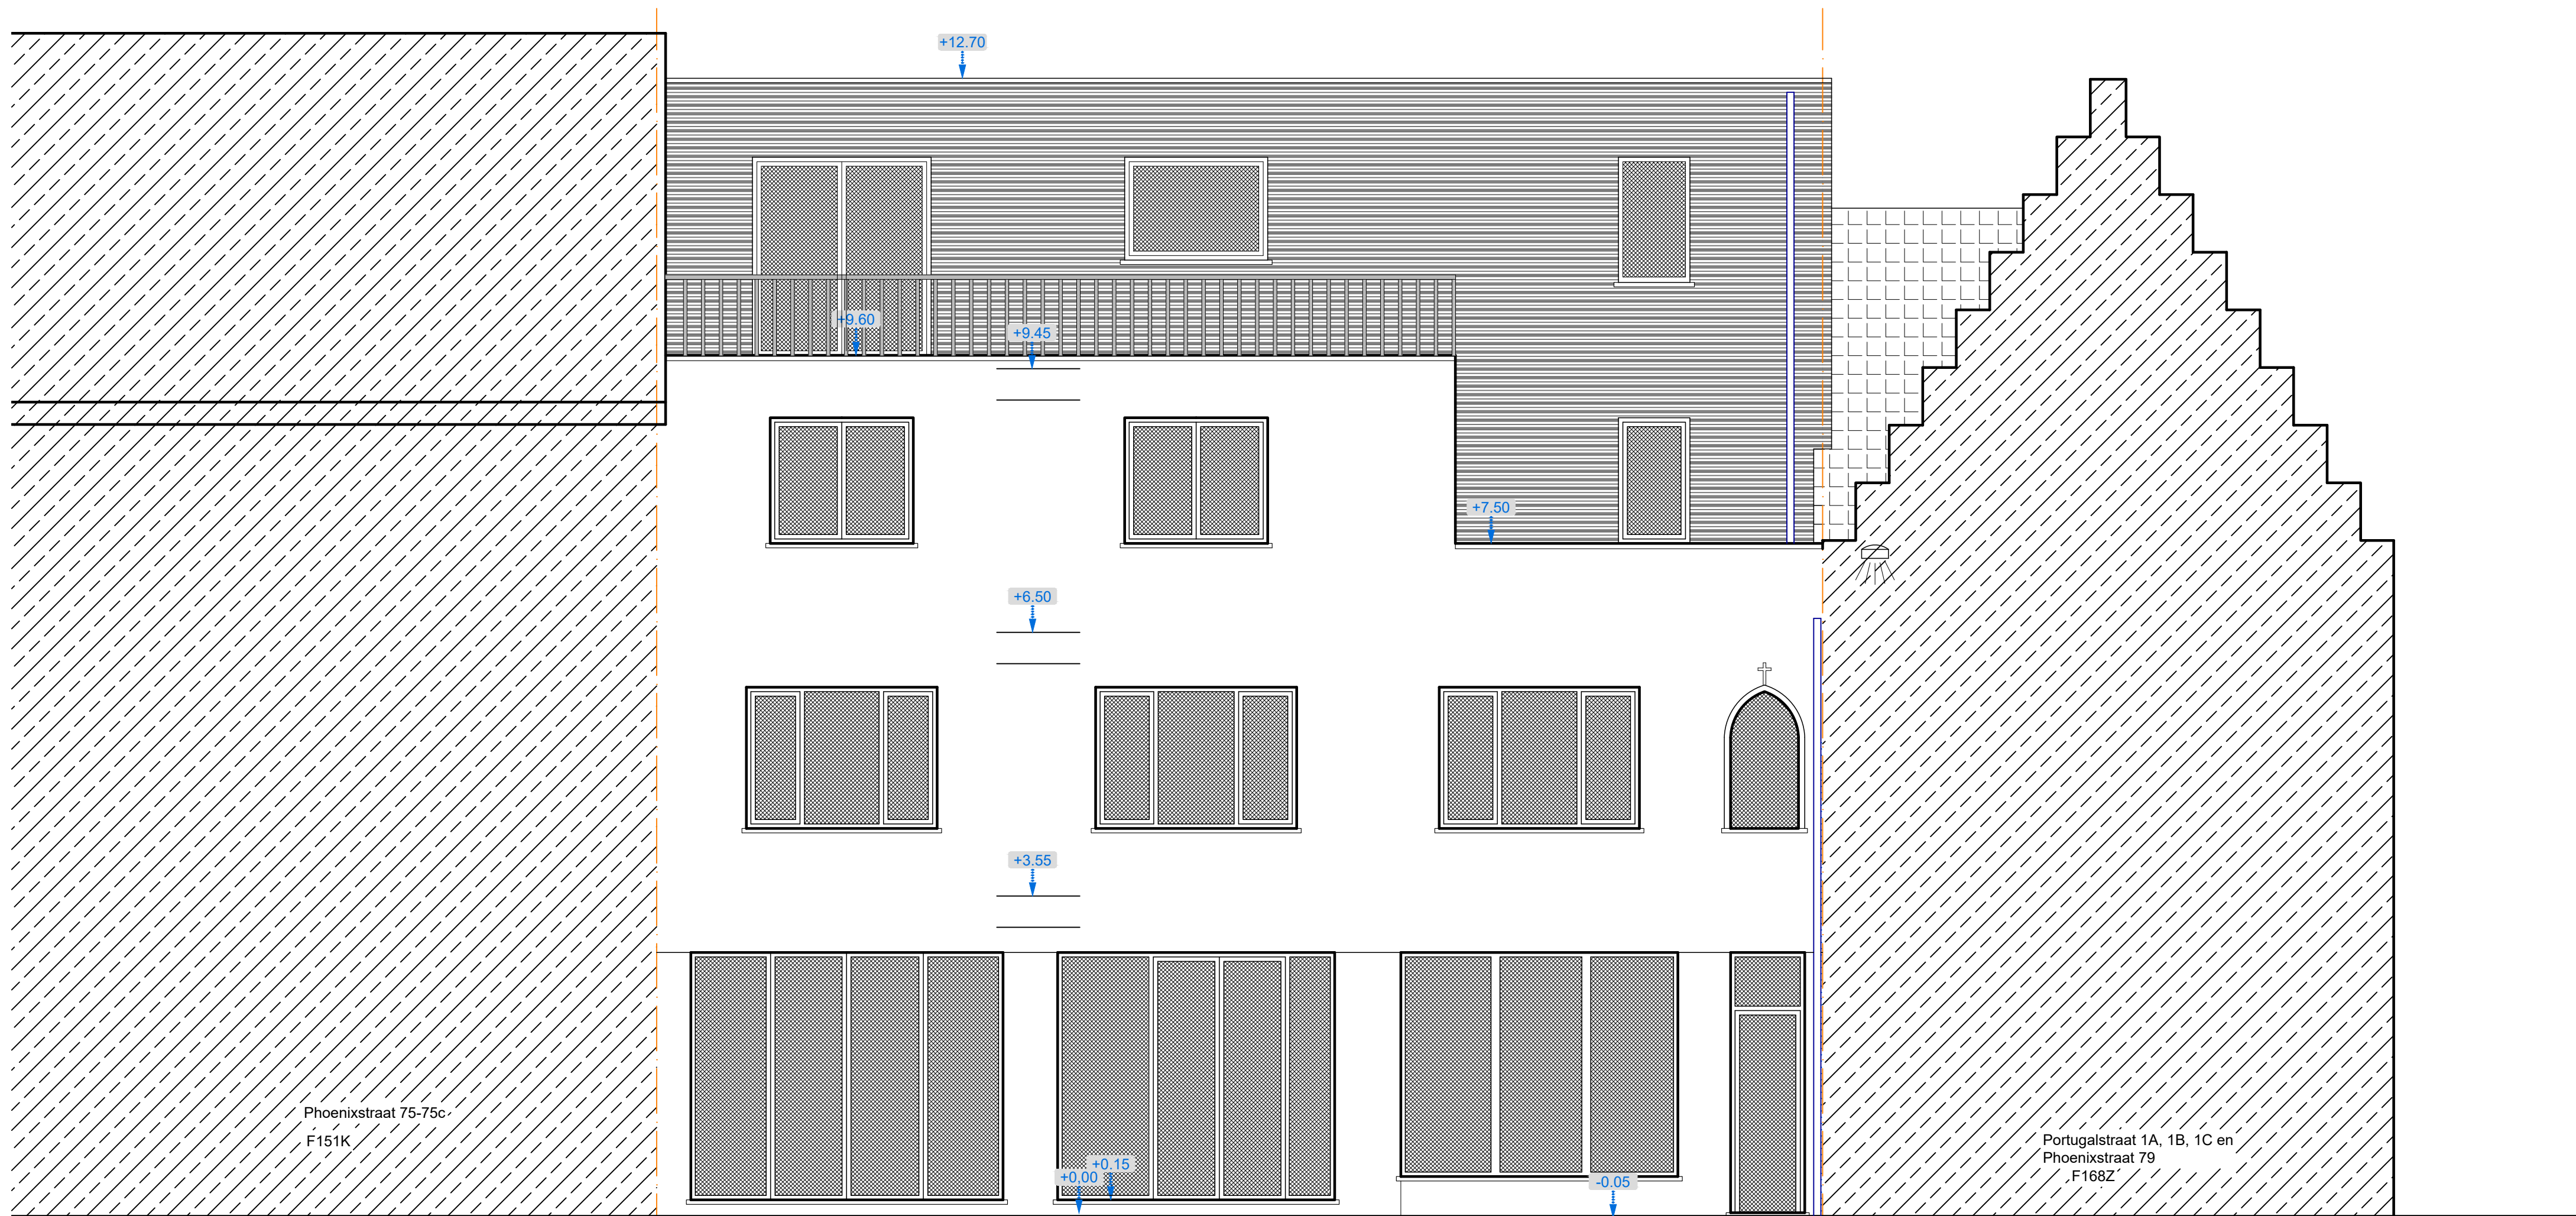 +12.70
+9.60
+9.45
+7.50
+6.50
+3.55
Phoenixstraat 75-75c
F151K
Portugalstraat 1A, 1B, 1C en
Phoenixstraat 79
F168Z
+0.15
+0,00
-0.05